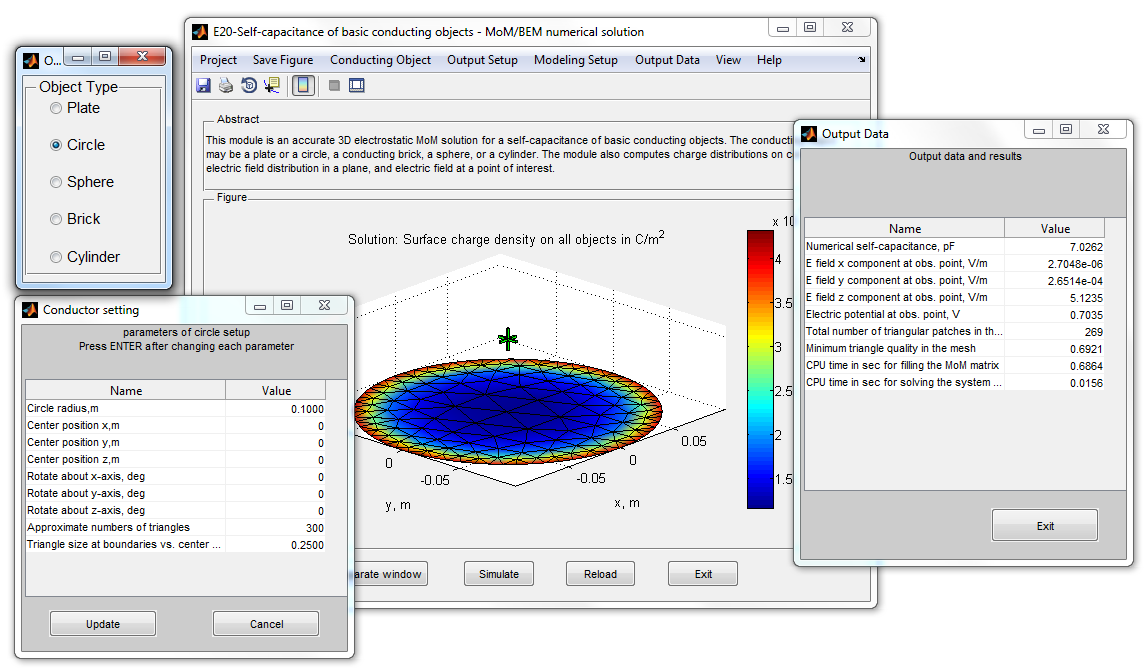 E20-Self-capacitance of basic conducting objects - MoM/BEM numerical solution
Project Save Figure Conducting Object Output Setup Modeling Setup Output Data View Help
Abstract
This module is an accurate 3D electrostatic MoM solution for a self-capacitance of basic conducting objects. The conducti
may be a plate or a circle, a conducting brick, a sphere, or a cylinder. The module also computes charge distributions on c
electric field distribution in a plane, and electric field at a point of interest.
Figure
Solution: Surface charge density on all objects in C/m2
x 10
4
3.5
3
2.5
2
1.5
0.05
0
-0.05
x, m
0
-0.05
y, m
arate window
Simulate
Reload
Exit
O...
Object Type
Plate
Circle
Sphere
Brick
Cylinder
Conductor setting
parameters of circle setup
Press ENTER after changing each parameter
Name Value
Circle radius,m 0.1000
Center position x,m 0
Center position y,m 0
Center position z,m 0
Rotate about x-axis, deg 0
Rotate about y-axis, deg 0
Rotate about z-axis, deg 0
Approximate numbers of triangles 300
Triangle size at boundaries vs. center ... 0.2500
Update
Cancel
Output Data
Output data and results
Name Value
Numerical self-capacitance, pF 7.0262
E field x component at obs. point, V/m 2.7048e-06
E field y component at obs. point, V/m 2.6514e-04
E field z component at obs. point, V/m 5.1235
Electric potential at obs. point, V 0.7035
Total number of triangular patches in th... 269
Minimum triangle quality in the mesh 0.6921
CPU time in sec for filling the MoM matrix 0.6864
CPU time in sec for solving the system ... 0.0156
Exit